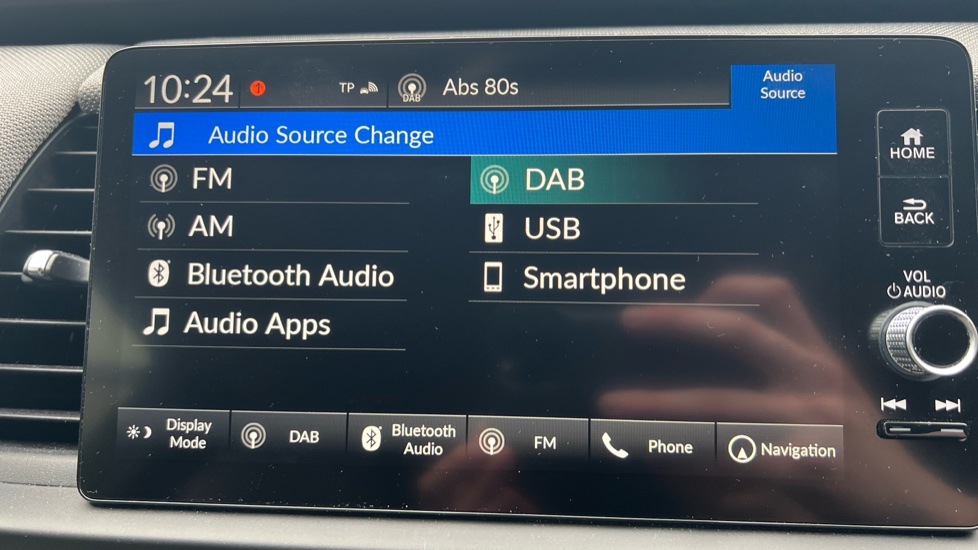 10:24 1 TP DAB Abs 80s
Audio
Source
Audio Source Change
FM DAB
AM USB
Bluetooth Audio Smartphone
Audio Apps
Display
Mode
DAB
Bluetooth
Audio
FM
Phone
Navigation
HOME
BACK
VOL
AUDIO